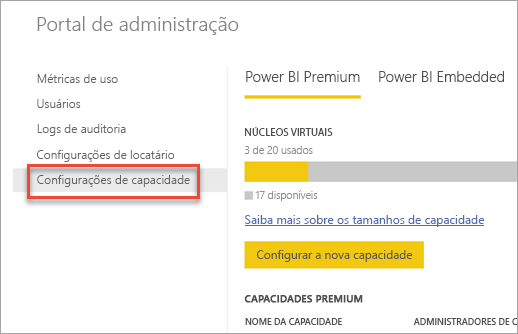 Portal de administração
Métricas de uso
Usuários
Logs de auditoria
Configurações de locatário
Configurações de capacidade
Power BI Premium Power BI Embedded
NÚCLEOS VIRTUAIS
3 de 20 usados
17 disponíveis
Saiba mais sobre os tamanhos de capacidade
Configurar a nova capacidade
CAPACIDADES PREMIUM
NOME DA CAPACIDADE ADMINISTRADORES DE C